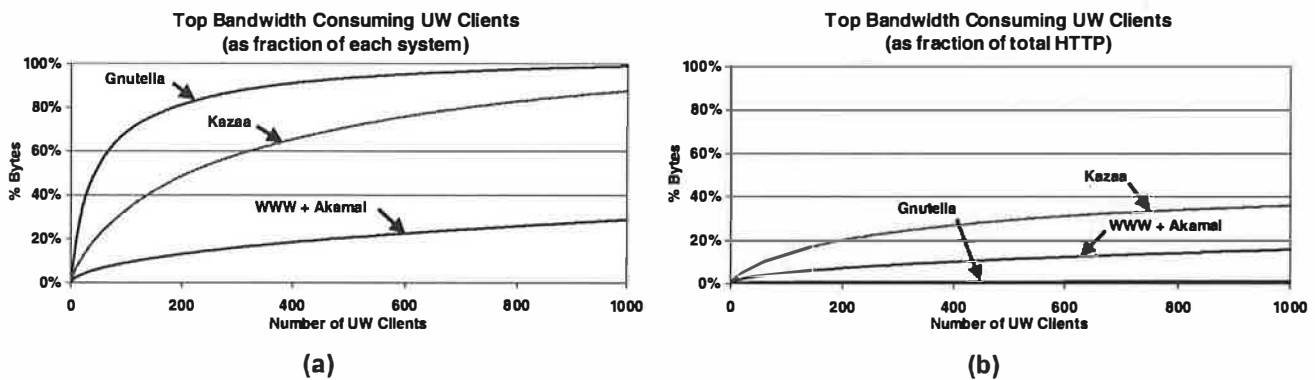 Top Bandwidth Consuming UW Clients
(as fraction of each system)
100%
80%
60%
40%
20%
0%
% Bytes
Gnutella
Kazaa
WWW + Akamai
0
200
400
600
800
1000
Number of UW Clients
(a)
Top Bandwidth Consuming UW Clients
(as fraction of total HTTP)
100%
80%
60%
40%
20%
0%
% Bytes
Kazaa
Gnutella
WWW + Akamai
0
200
400
600
800
1000
Number of UW Clients
(b)